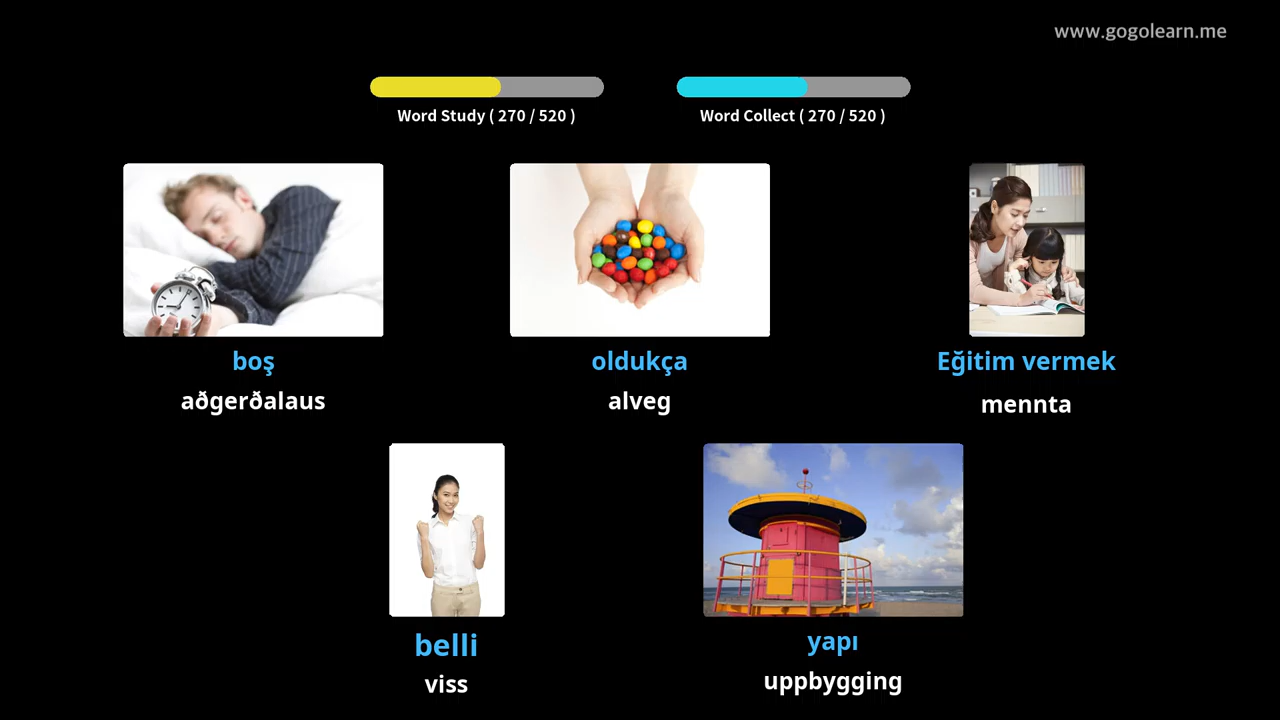 www.gogolearn.me
Word Study ( 270 / 520 )
Word Collect ( 270 / 520 )
boş
aðgerðalaus
oldukça
alveg
Eğitim vermek
mennta
belli
viss
yapı
uppbygging